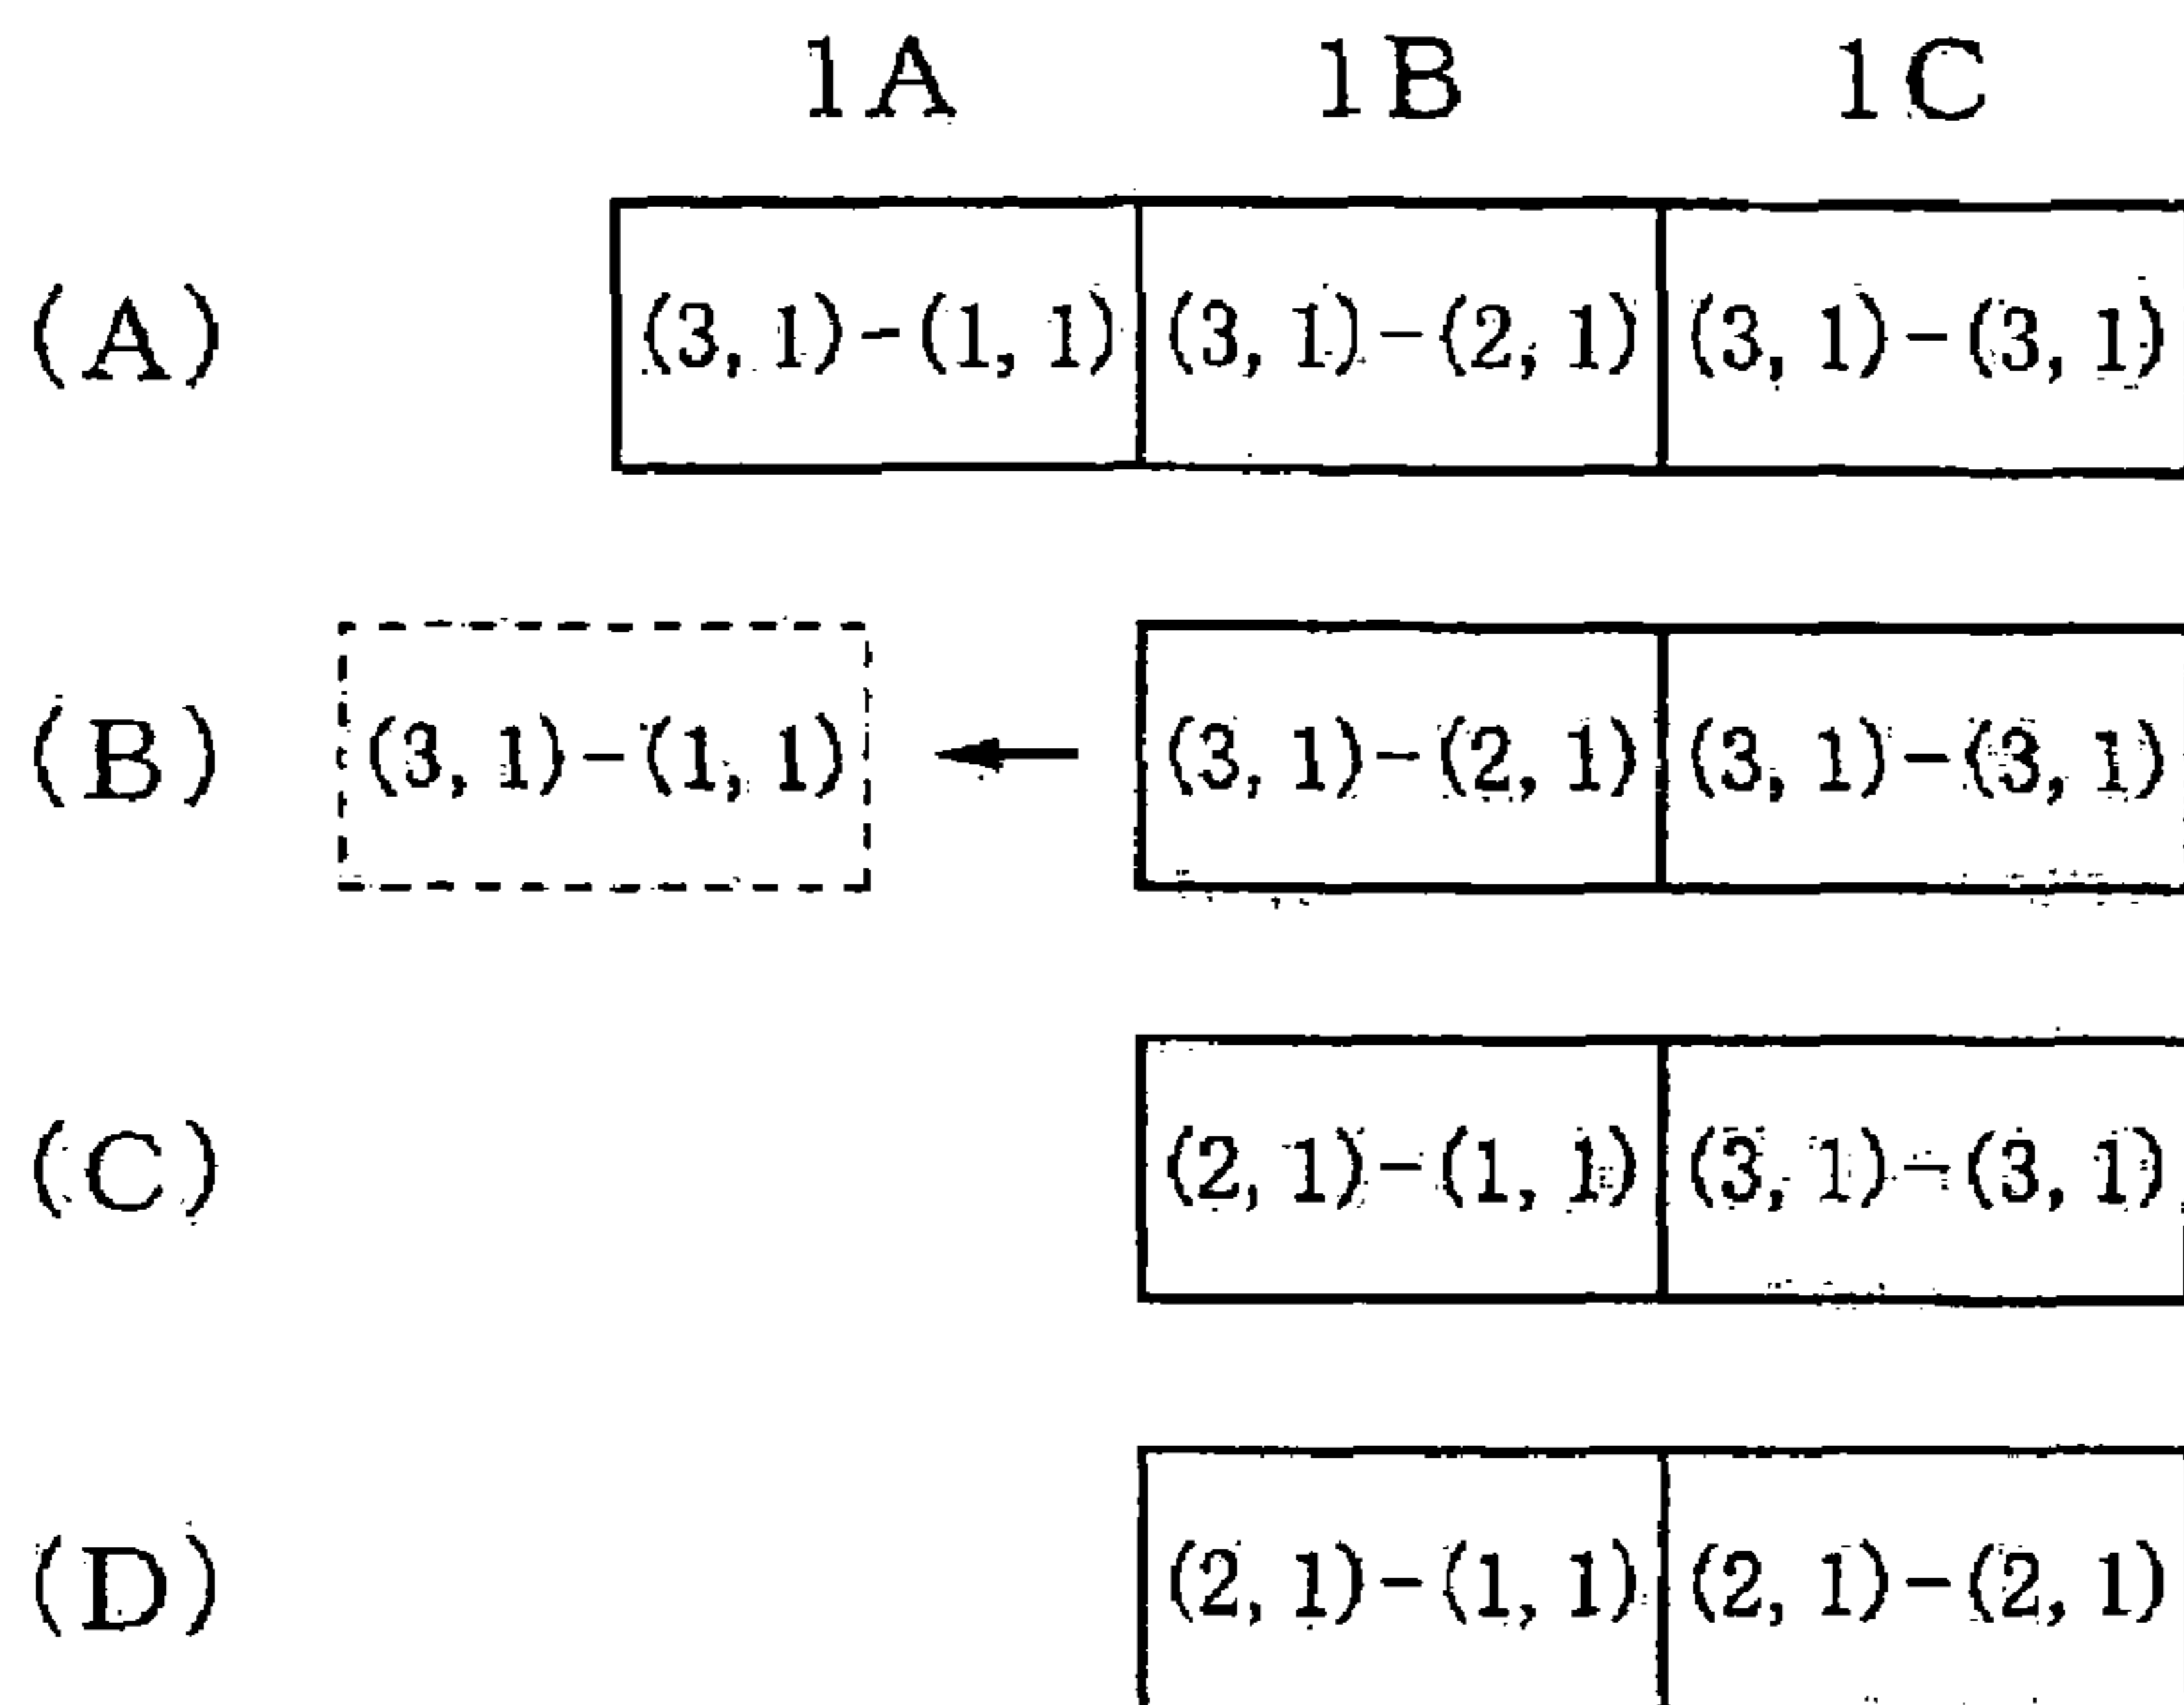 1A 1B 1C
(A) (3, 1)-(1, 1) (3, 1)-(2, 1) (3, 1)-(3, 1)
(B) (3, 1)-(1, 1) (3, 1)-(2, 1) (3, 1)-(3, 1)
(C) (2, 1)-(1, 1) (3, 1)-(3, 1)
(D) (2, 1)-(1, 1) (2, 1)-(2, 1)